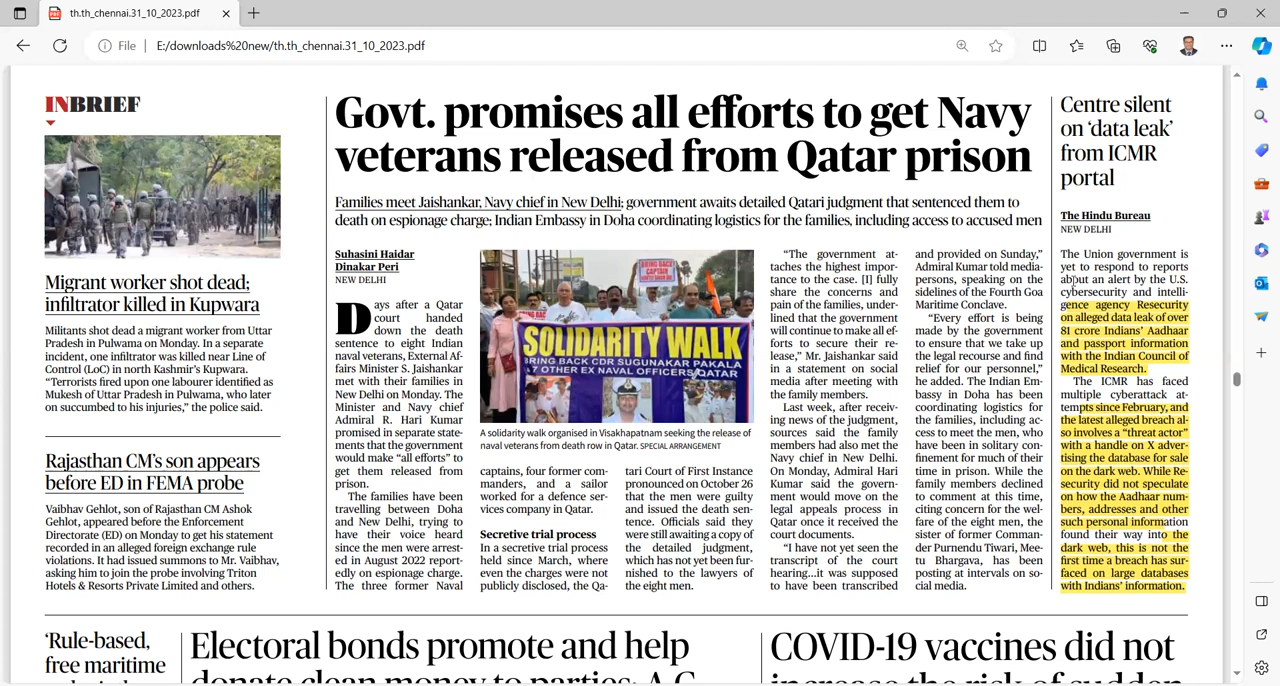 th.th_chennai.31_10_2023.pdf
File
E:/downloads%20new/th.th_chennai.31_10_2023.pdf
INBRIEF
Migrant worker shot dead;
infiltrator killed in Kupwara
Militants shot dead a migrant worker from Uttar
Pradesh in Pulwama on Monday. In a separate
incident, one infiltrator was killed near Line of
Control (LoC) in north Kashmir's Kupwara.
“Terrorists fired upon one labourer identified as
Mukesh of Uttar Pradesh in Pulwama, who later
on succumbed to his injuries,” the police said.
Rajasthan CM's son appears
before ED in FEMA probe
Vaibhav Gehlot, son of Rajasthan CM Ashok
Gehlot, appeared before the Enforcement
Directorate (ED) on Monday to get his statement
recorded in an alleged foreign exchange rule
violations. It had issued summons to Mr. Vaibhav,
asking him to join the probe involving Triton
Hotels & Resorts Private Limited and others.
Govt. promises all efforts to get Navy
veterans released from Qatar prison
Families meet Jaishankar, Navy chief in New Delhi; government awaits detailed Qatari judgment that sentenced them to
death on espionage charge; Indian Embassy in Doha coordinating logistics for the families, including access to accused men
Suhasini Haidar
Dinakar Peri
NEW DELHI
Days after a Qatar
court handed
down the death
sentence to eight Indian
naval veterans, External Af-
fairs Minister S. Jaishankar
met with their families in
New Delhi on Monday. The
Minister and Navy chief
Admiral R. Hari Kumar
promised in separate state-
ments that the government
would make “all efforts” to
get them released from
prison.
The families have been
travelling between Doha
and New Delhi, trying to
have their voice heard
since the men were arrest-
ed in August 2022 report-
edly on espionage charge.
The three former Naval
BRING BACK
CAPTAIN
SOLIDARITY WALK
BRING BACK CDR SUGUNAKAR PAKALA
&7 OTHER EX NAVAL OFFICERS QATAR
A solidarity walk organised in Visakhapatnam seeking the release of
naval veterans from death row in Qatar. SPECIAL ARRANGEMENT
captains, four former com-
manders, and a sailor
worked for a defence ser-
vices company in Qatar.
Secretive trial process
In a secretive trial process
held since March, where
even the charges were not
publicly disclosed, the Qa-
tari Court of First Instance
pronounced on October 26
that the men were guilty
and issued the death sen-
tence. Officials said they
were still awaiting a copy of
the detailed judgment,
which has not yet been fur-
nished to the lawyers of
the eight men.
“The government at-
taches the highest impor-
tance to the case. [I] fully
share the concerns and
pain of the families, under-
lined that the government
will continue to make all ef-
forts to secure their re-
lease,” Mr. Jaishankar said
in a statement on social
media after meeting with
the family members.
Last week, after receiv-
ing news of the judgment,
sources said the family
members had also met the
Navy chief in New Delhi.
On Monday, Admiral Hari
Kumar said the govern-
ment would move on the
legal appeals process in
Qatar once it received the
court documents.
“I have not yet seen the
transcript of the court
hearing...it was supposed
to have been transcribed
and provided on Sunday,”
Admiral Kumar told media-
persons, speaking on the
sidelines of the Fourth Goa
Maritime Conclave.
“Every effort is being
made by the government
to ensure that we take up
the legal recourse and find
relief for our personnel,”
he added. The Indian Em-
bassy in Doha has been
coordinating logistics for
the families, including ac-
cess to meet the men, who
have been in solitary con-
finement for much of their
time in prison. While the
family members declined
to comment at this time,
citing concern for the wel-
fare of the eight men, the
sister of former Comman-
der Purnendu Tiwari, Mee-
tu Bhargava, has been
posting at intervals on so-
cial media.
Centre silent
on ‘data leak’
from ICMR
portal
The Hindu Bureau
NEW DELHI
The Union government is
yet to respond to reports
about an alert by the U.S.
cybersecurity and intelli-
gence agency Resecurity
on alleged data leak of over
81 crore Indians’ Aadhaar
and passport information
with the Indian Council of
Medical Research.
The ICMR has faced
multiple cyberattack at-
tempts since February, and
the latest alleged breach al-
so involves a “threat actor”
with a handle on X adver-
tising the database for sale
on the dark web. While Re-
security did not speculate
on how the Aadhaar num-
bers, addresses and other
such personal information
found their way into the
dark web, this is not the
first time a breach has sur-
faced on large databases
with Indians’ information.
‘Rule-based,
free maritime
Electoral bonds promote and help
donate clean money to parties: A.G.
COVID-19 vaccines did not
increase the risk of sudden